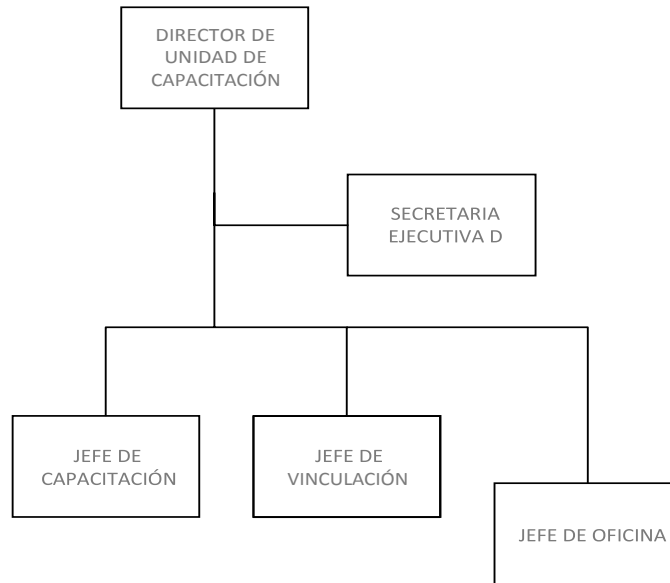 DIRECTOR DE
UNIDAD DE
CAPACITACIÓN
SECRETARIA
EJECUTIVA D
JEFE DE
CAPACITACIÓN
JEFE DE
VINCULACIÓN
JEFE DE OFICINA